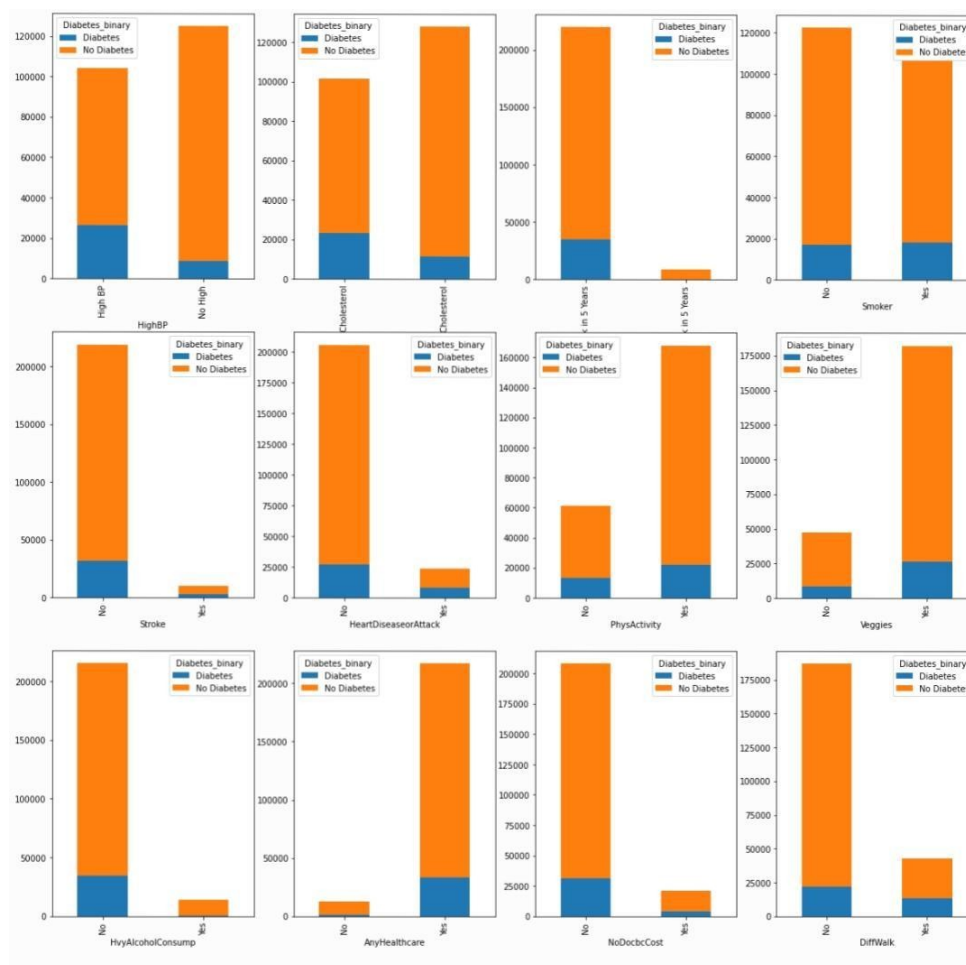 Diabetes_binary
Diabetes
No Diabetes
120000
100000
80000
60000
40000
20000
0
High BP
No High
HighBP
Diabetes_binary
Diabetes
No Diabetes
120000
100000
80000
60000
40000
20000
0
Cholesterol
Cholesterol
Diabetes_binary
Diabetes
No Diabetes
200000
150000
100000
50000
0
k in 5 Years
k in 5 Years
Diabetes_binary
Diabetes
No Diabete
120000
100000
80000
60000
40000
20000
0
No
Yes
Smoker
Diabetes_binary
Diabetes
No Diabetes
200000
150000
100000
50000
0
No
Yes
Stroke
Diabetes_binary
Diabetes
No Diabetes
200000
175000
150000
125000
100000
75000
50000
25000
0
No
Yes
HeartDiseaseorAttack
Diabetes_binary
Diabetes
No Diabetes
160000
140000
120000
100000
80000
60000
40000
20000
0
No
Yes
PhysActivity
Diabetes_binary
Diabetes
No Diabetes
175000
150000
125000
100000
75000
50000
25000
0
No
Yes
Veggies
Diabetes_binary
Diabetes
No Diabetes
200000
150000
100000
50000
0
No
Yes
HvyAlcoholConsump
Diabetes_binary
Diabetes
No Diabetes
200000
150000
100000
50000
0
No
Yes
AnyHealthcare
Diabetes_binary
Diabetes
No Diabetes
200000
175000
150000
125000
100000
75000
50000
25000
0
No
Yes
NoDocbcCost
Diabetes_binary
Diabetes
No Diabete
175000
150000
125000
100000
75000
50000
25000
0
No
Yes
DiffWalk